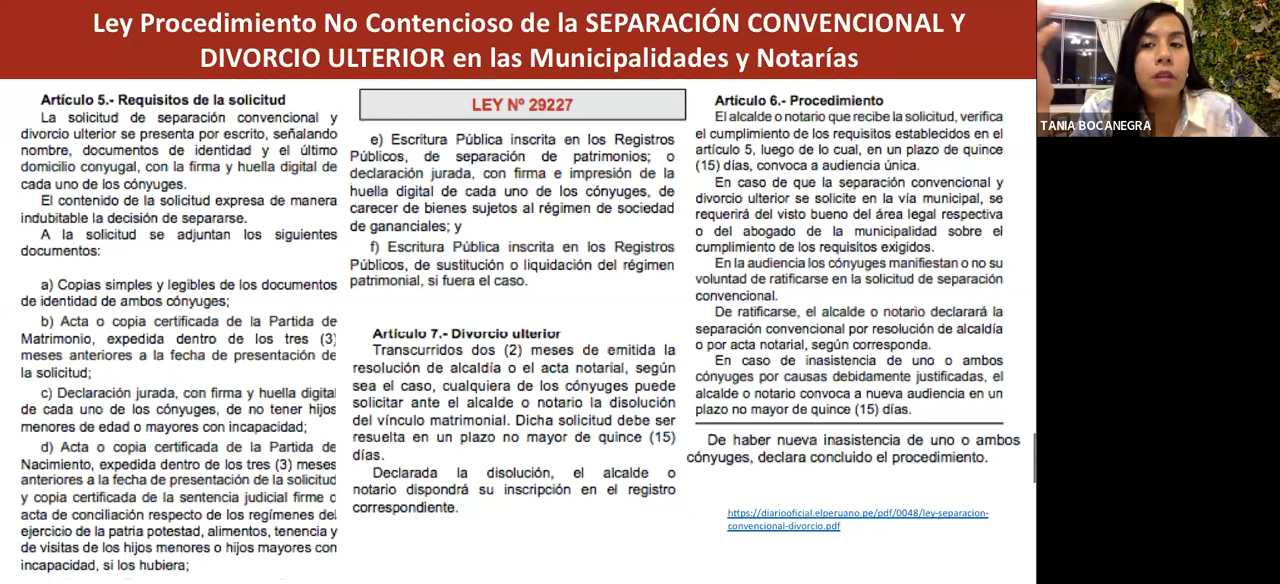 Ley Procedimiento No Contencioso de la SEPARACIÓN CONVENCIONAL Y
DIVORCIO ULTERIOR en las Municipalidades y Notarías
Artículo 5.- Requisitos de la solicitud
La solicitud de separación convencional y
divorcio ulterior se presenta por escrito, señalando
nombre, documentos de identidad y el último
domicilio conyugal, con la firma y huella digital de
cada uno de los cónyuges.
El contenido de la solicitud expresa de manera
indubitable la decisión de separarse.
A la solicitud se adjuntan los siguientes
documentos:
a) Copias simples y legibles de los documentos
de identidad de ambos cónyuges;
b) Acta o copia certificada de la Partida de
Matrimonio, expedida dentro de los tres (3)
meses anteriores a la fecha de presentación de
la solicitud;
c) Declaración jurada, con firma y huella digital
de cada uno de los cónyuges, de no tener hijos
menores de edad o mayores con incapacidad;
d) Acta o copia certificada de la Partida de
Nacimiento, expedida dentro de los tres (3) meses
anteriores a la fecha de presentación de la solicitud
y copia certificada de la sentencia judicial firme o
acta de conciliación respecto de los regímenes del
ejercicio de la patria potestad, alimentos, tenencia y
de visitas de los hijos menores o hijos mayores con
incapacidad, si los hubiera;
LEY Nº 29227
e) Escritura Pública inscrita en los Registros
Públicos, de separación de patrimonios; o
declaración jurada, con firma e impresión de la
huella digital de cada uno de los cónyuges, de
carecer de bienes sujetos al régimen de sociedad
de gananciales; y
f) Escritura Pública inscrita en los Registros
Públicos, de sustitución o liquidación del régimen
patrimonial, si fuera el caso.
Artículo 7.- Divorcio ulterior
Transcurridos dos (2) meses de emitida la
resolución de alcaldía o el acta notarial, según
sea el caso, cualquiera de los cónyuges puede
solicitar ante el alcalde o notario la disolución
del vínculo matrimonial. Dicha solicitud debe ser
resuelta en un plazo no mayor de quince (15)
días.
Declarada la disolución, el alcalde o
notario dispondrá su inscripción en el registro
correspondiente.
Artículo 6.- Procedimiento
El alcalde o notario que recibe la solicitud, verifica
el cumplimiento de los requisitos establecidos en el
artículo 5, luego de lo cual, en un plazo de quince
(15) días, convoca a audiencia única.
En caso de que la separación convencional y
divorcio ulterior se solicite en la vía municipal, se
requerirá del visto bueno del área legal respectiva
o del abogado de la municipalidad sobre el
cumplimiento de los requisitos exigidos.
En la audiencia los cónyuges manifiestan o no su
voluntad de ratificarse en la solicitud de separación
convencional.
De ratificarse, el alcalde o notario declarará la
separación convencional por resolución de alcaldía
o por acta notarial, según corresponda.
En caso de inasistencia de uno o ambos
cónyuges por causas debidamente justificadas, el
alcalde o notario convoca a nueva audiencia en un
plazo no mayor de quince (15) días.
De haber nueva inasistencia de uno o ambos
cónyuges, declara concluido el procedimiento.
https://diariooficial.elperuano.pe/pdf/0048/ley-separacion-
convencional-divorcio.pdf
TANIA BOCANEGRA